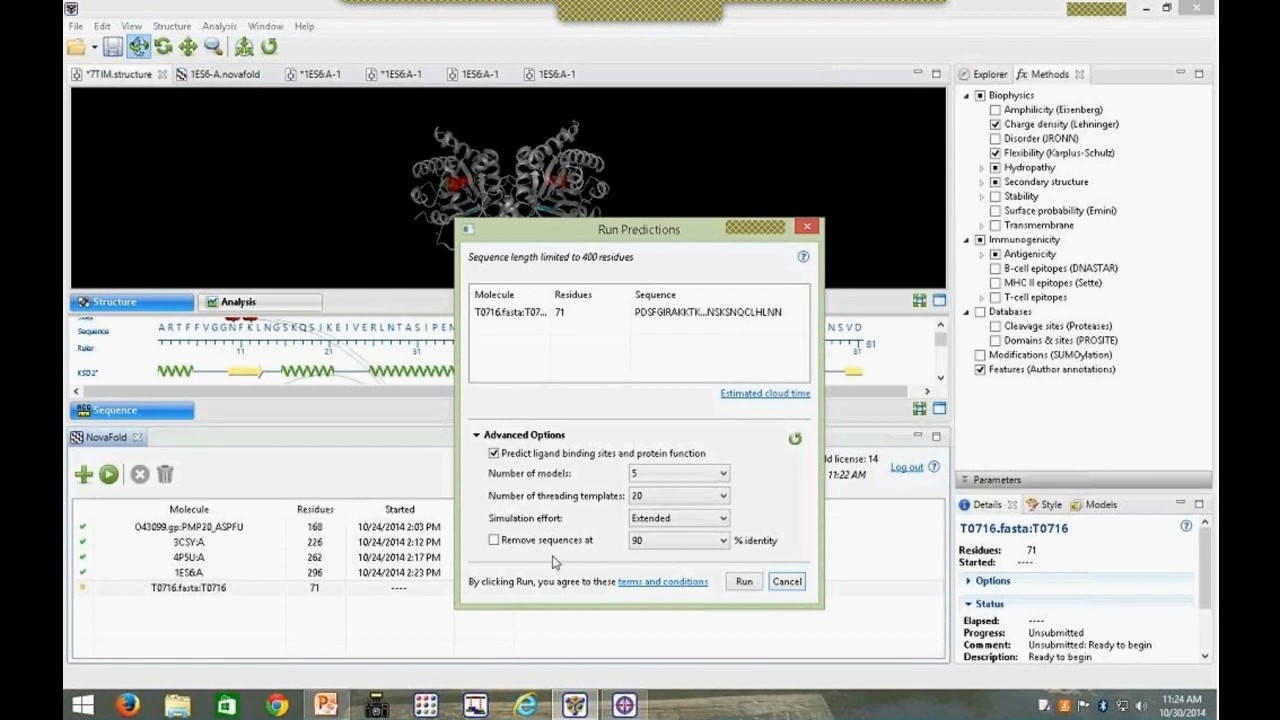 File Edit View Structure Analysis Window Help
*7TIM.structure 1ES6-A.novafold *1ES6:A-1 *1ES6:A-1 1ES6:A-1 1ES6:A-1
Structure Analysis
Sequence ARTFFVGGNFKLNGSKQSIKEIVERLNTASIPEN NSVD
Ruler 11 21 31 81 81
KSD2°
Sequence
NovaFold
ld license: 14
11:22 AM
Log out
Molecule Residues Started
O43099.gp:PMP20_ASPFU 168 10/24/2014 2:03 PM
3CSY:A 226 10/24/2014 2:12 PM
4P5U:A 262 10/24/2014 2:17 PM
1ES6:A 296 10/24/2014 2:23 PM
T0716.fasta:T0716 71 ----
Run Predictions
Sequence length limited to 400 residues
Molecule Residues Sequence
T0716.fasta:T07... 71 PDSFGIRAKKTK...NSKSNQCLHLNN
Estimated cloud time
Advanced Options
Predict ligand binding sites and protein function
Number of models: 5
Number of threading templates: 20
Simulation effort: Extended
Remove sequences at 90 % identity
By clicking Run, you agree to these terms and conditions Run Cancel
Explorer fx Methods
Biophysics
Amphilicity (Eisenberg)
Charge density (Lehninger)
Disorder (JRONN)
Flexibility (Karplus-Schulz)
Hydropathy
Secondary structure
Stability
Surface probability (Emini)
Transmembrane
Immunogenicity
Antigenicity
B-cell epitopes (DNASTAR)
MHC II epitopes (Sette)
T-cell epitopes
Databases
Cleavage sites (Proteases)
Domains & sites (PROSITE)
Modifications (SUMOylation)
Features (Author annotations)
Parameters
Details Style Models
T0716.fasta:T0716
Residues: 71
Started: ----
Options
Status
Elapsed: ----
Progress: Unsubmitted
Comment: Unsubmitted: Ready to begin
Description: Ready to begin
11:24 AM
10/30/2014